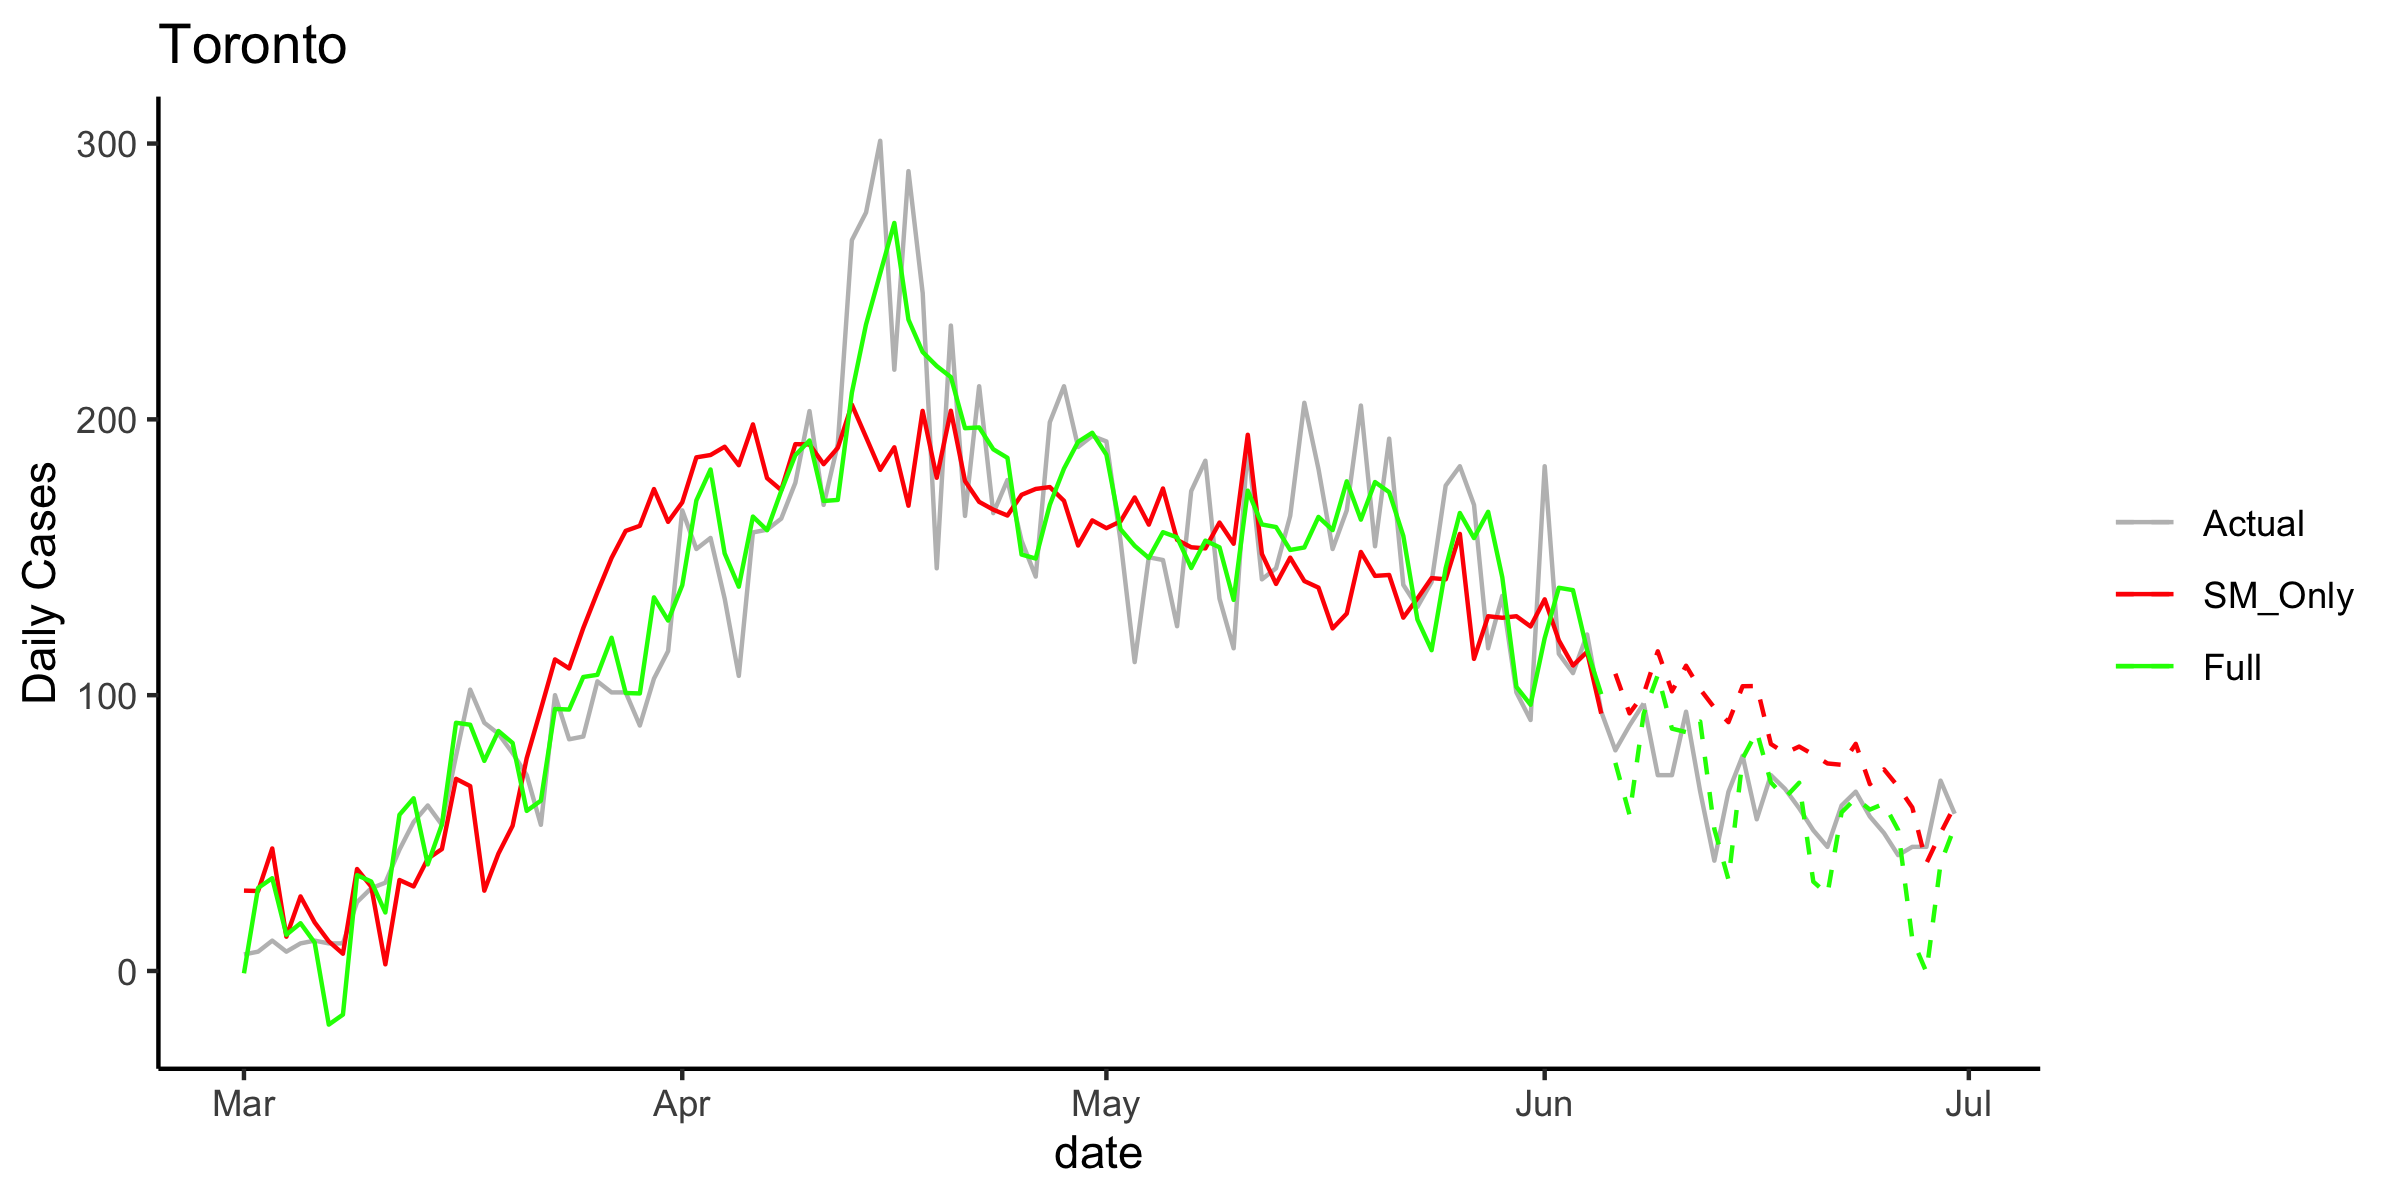 Toronto
300
200
100
0
Daily Cases
Mar
Apr
May
Jun
Jul
date
Actual
SM_Only
Full